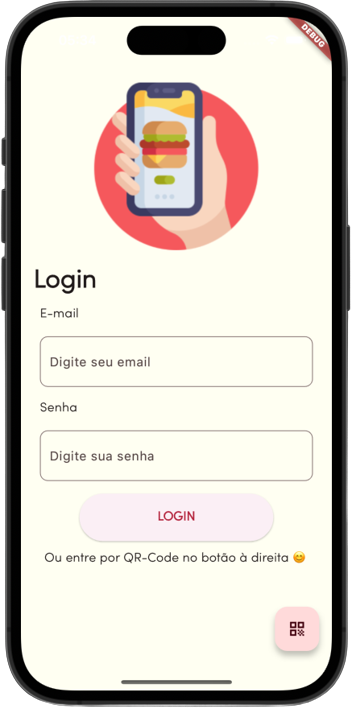 DEBUG
Login
E-mail
Digite seu email
Senha
Digite sua senha
LOGIN
Ou entre por QR-Code no botão à direita 😊